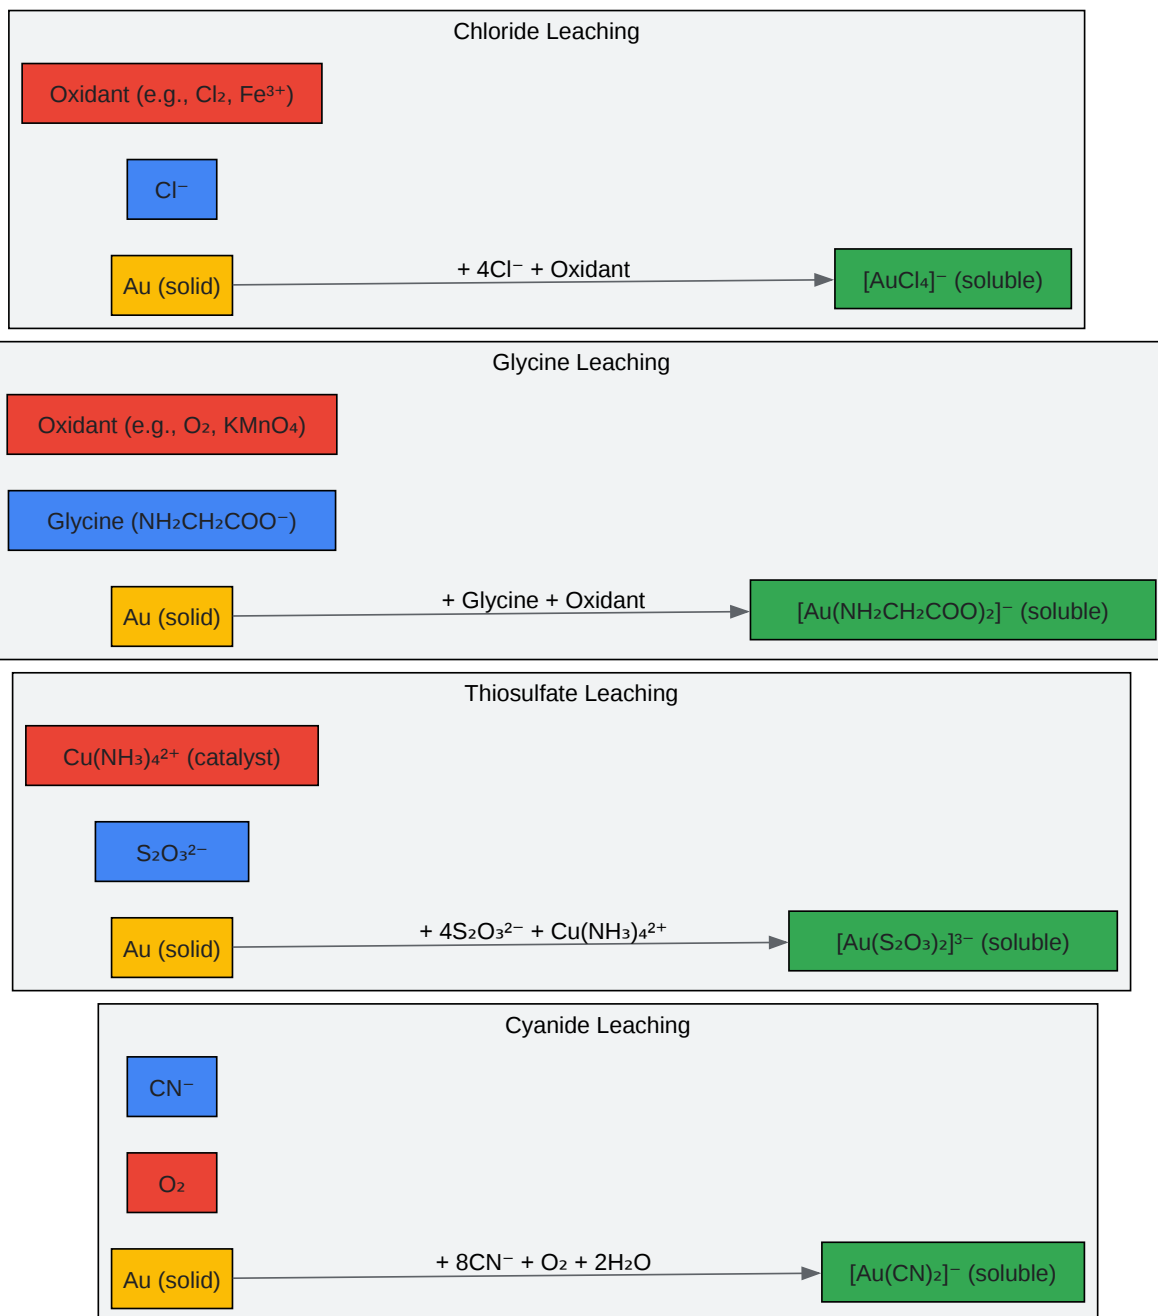 Chloride Leaching
Oxidant (e.g., Cl₂, Fe³⁺)
Cl⁻
Au (solid)
+ 4Cl⁻ + Oxidant
[AuCl₄]⁻ (soluble)
Glycine Leaching
Oxidant (e.g., O₂, KMnO₄)
Glycine (NH₂CH₂COO⁻)
Au (solid)
+ Glycine + Oxidant
[Au(NH₂CH₂COO)₂]⁻ (soluble)
Thiosulfate Leaching
Cu(NH₃)₄²⁺ (catalyst)
S₂O₃²⁻
Au (solid)
+ 4S₂O₃²⁻ + Cu(NH₃)₄²⁺
[Au(S₂O₃)₂]³⁻ (soluble)
Cyanide Leaching
CN⁻
O₂
Au (solid)
+ 8CN⁻ + O₂ + 2H₂O
[Au(CN)₂]⁻ (soluble)